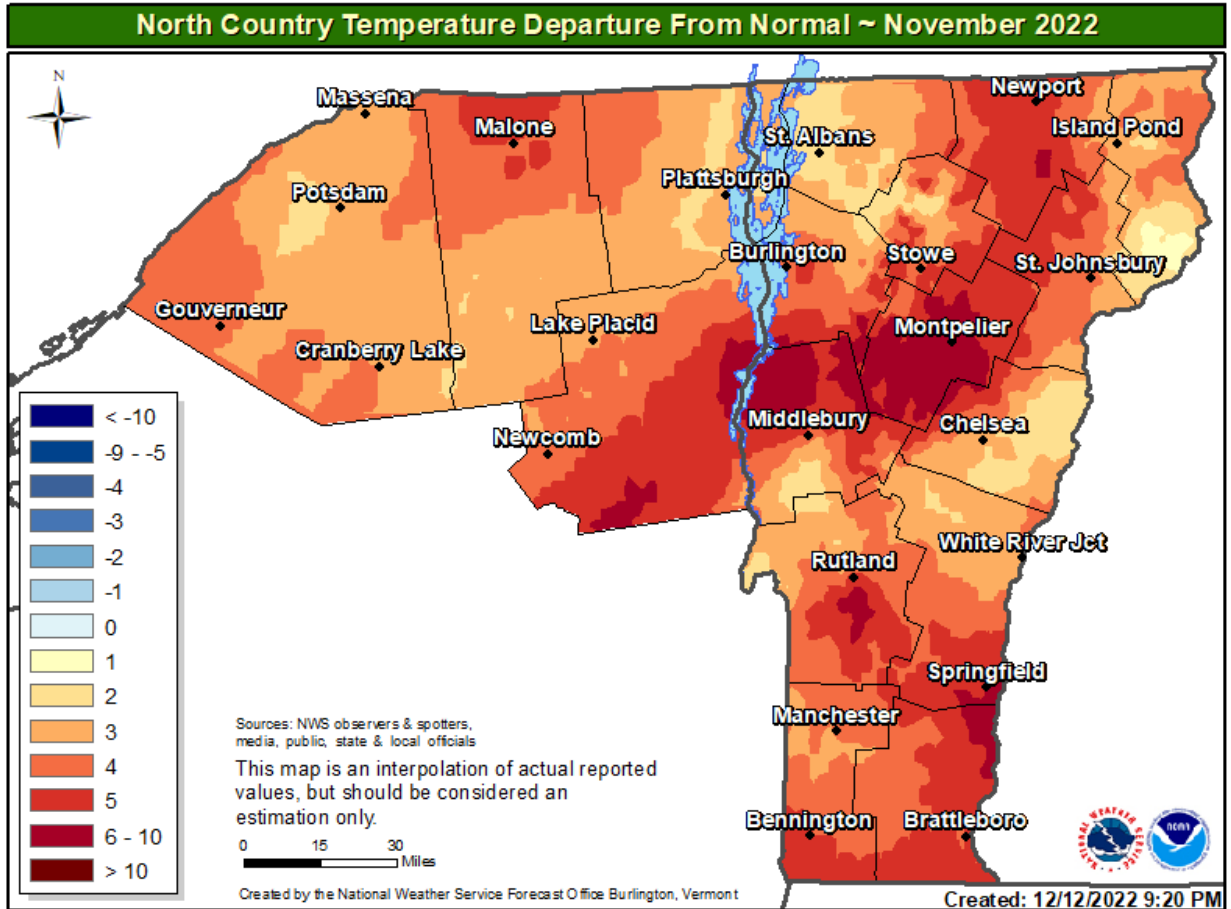 North Country Temperature Departure From Normal ~ November 2022
N
Massena
Malone
Newport
Island Pond
St. Albans
Potsdam
Plattsburgh
Burlington
Stowe
St. Johnsbury
Gouverneur
Lake Placid
Montpelier
Cranberry Lake
Middlebury
Chelsea
Newcomb
White River Jct
Rutland
Springfield
Manchester
Bennington
Brattleboro
< -10
-9 - -5
-4
-3
-2
-1
0
1
2
3
4
5
6 - 10
> 10
Sources: NWS observers & spotters,
media, public, state & local officials
This map is an interpolation of actual reported
values, but should be considered an
estimation only.
0 15 30
Miles
Created by the National Weather Service Forecast Office Burlington, Vermont
NATIONAL WEATHER SERVICE
NOAA
Created: 12/12/2022 9:20 PM